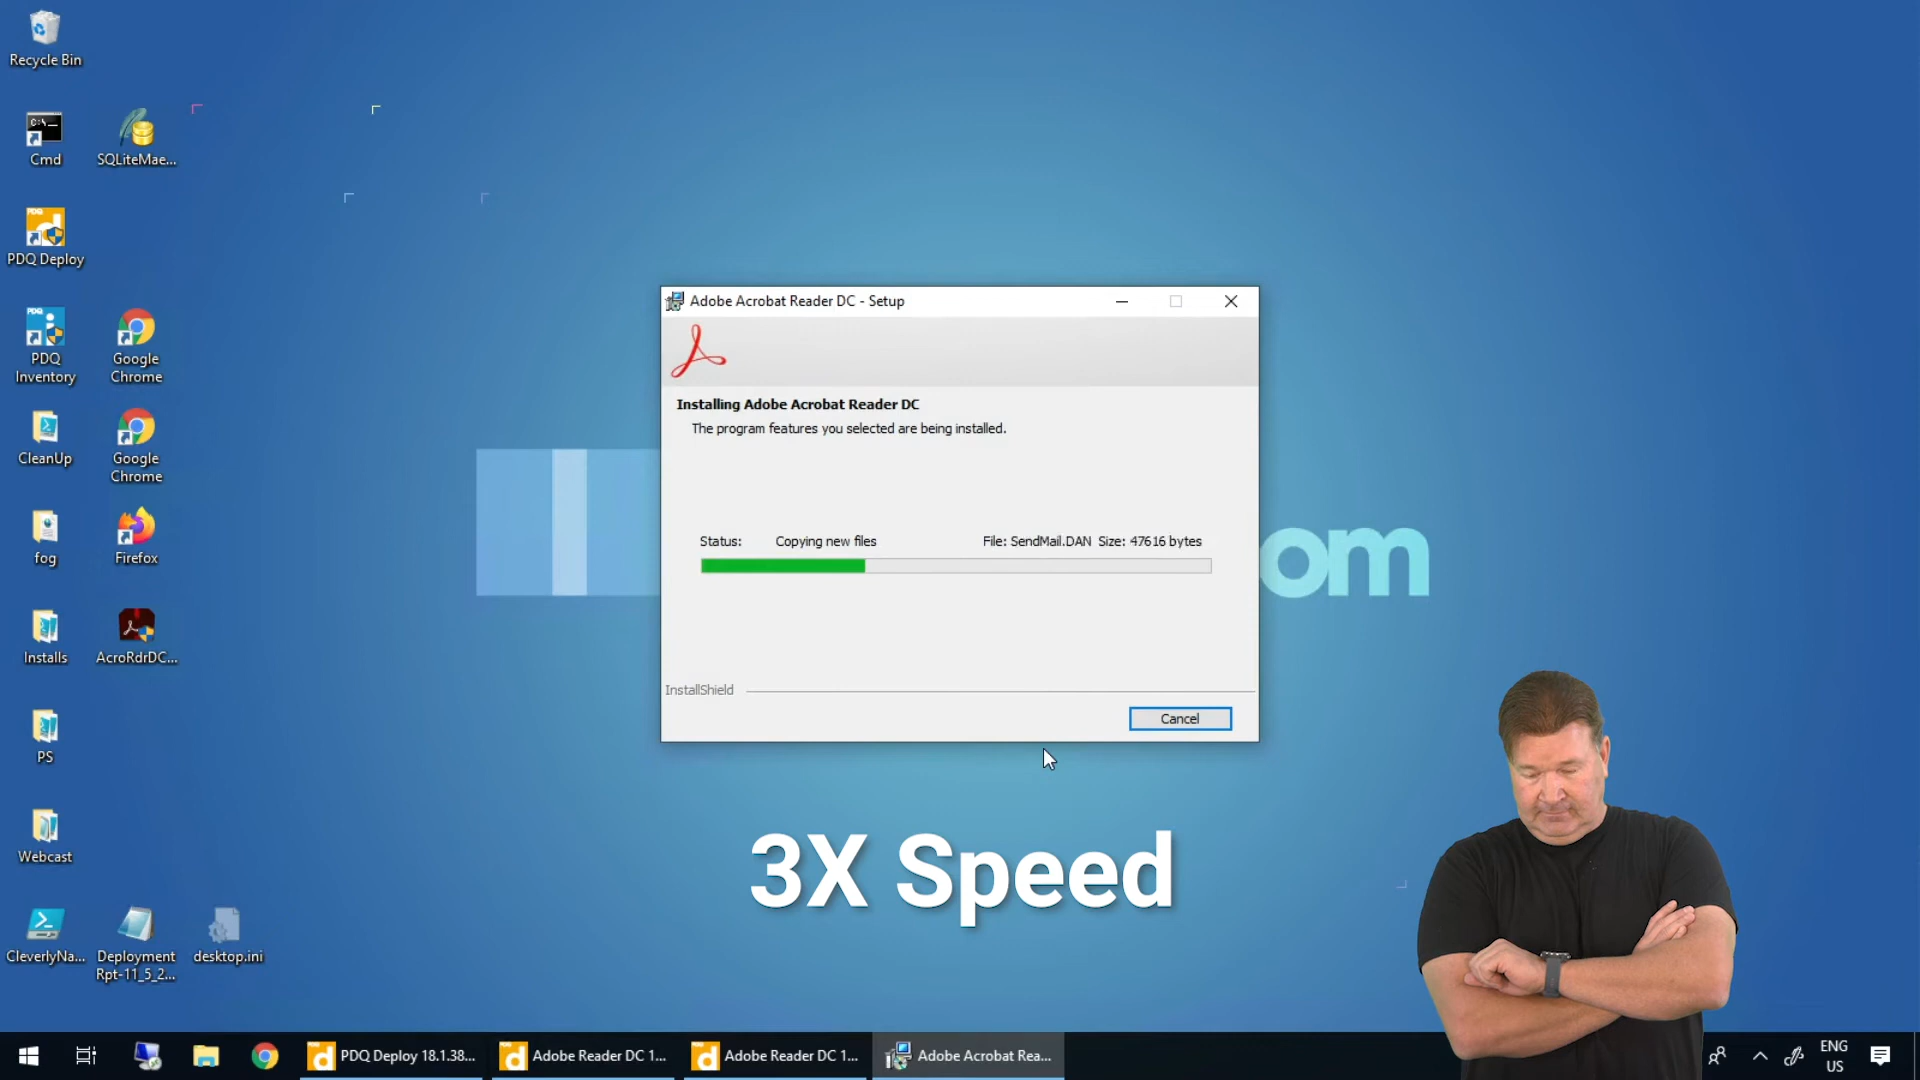 Recycle Bin
Cmd
SQLiteMae...
PDQ Deploy
PDQ
Inventory
Google
Chrome
CleanUp
Google
Chrome
fog
Firefox
Installs
AcroRdrDC...
PS
Webcast
CleverlyNa...
Deployment
Rpt-11_5_2...
desktop.ini
Adobe Acrobat Reader DC - Setup
Installing Adobe Acrobat Reader DC
The program features you selected are being installed.
Status: Copying new files File: SendMail.DAN Size: 47616 bytes
om
InstallShield
Cancel
3X Speed
PDQ Deploy 18.1.38...
Adobe Reader DC 1...
Adobe Reader DC 1...
Adobe Acrobat Rea...
ENG
US